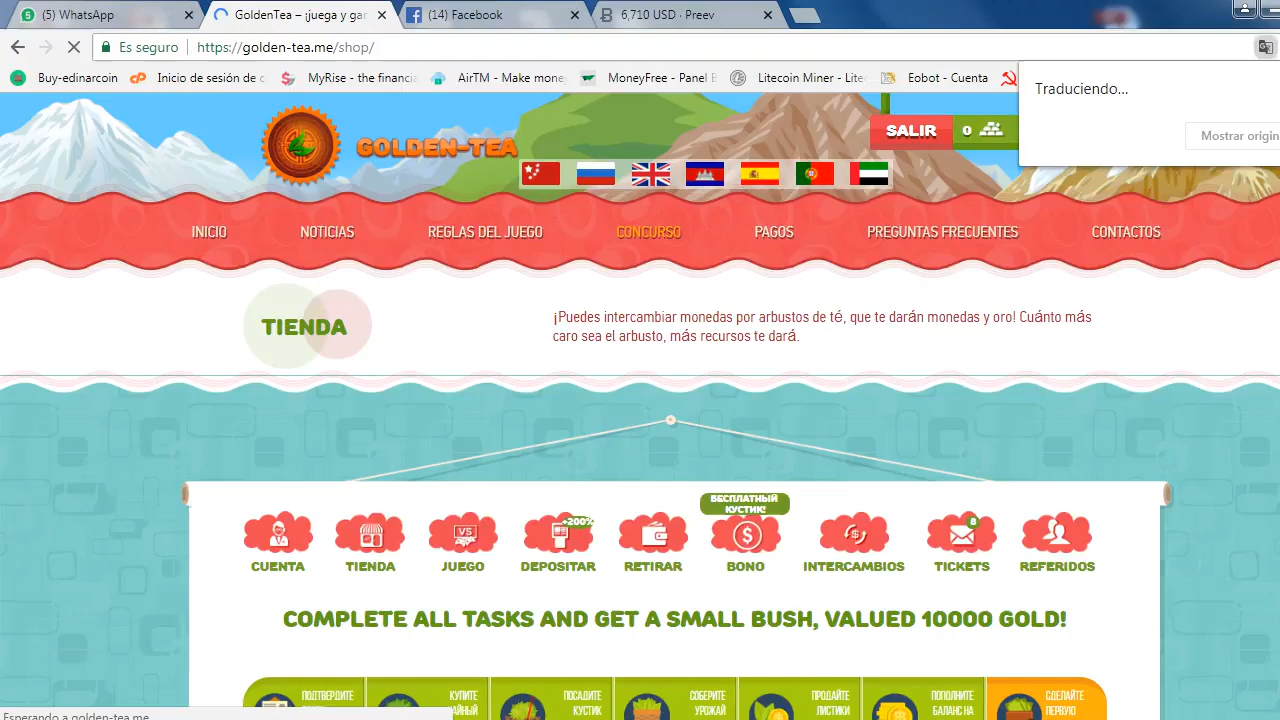 (5) WhatsApp
GoldenTea – ¡juega y gar
(14) Facebook
6,710 USD · Preev
Es seguro
https://golden-tea.me/shop/
Buy-edinarcoin
Inicio de sesión de c
MyRise - the financia
AirTM - Make mone
MoneyFree - Panel B
Litecoin Miner - Lite
Eobot - Cuenta
Traduciendo...
Mostrar origin
GOLDEN-TEA
SALIR
0
INICIO
NOTICIAS
REGLAS DEL JUEGO
CONCURSO
PAGOS
PREGUNTAS FRECUENTES
CONTACTOS
TIENDA
¡Puedes intercambiar monedas por arbustos de té, que te darán monedas y oro! Cuánto más
caro sea el arbusto, más recursos te dará.
БЕСПЛАТНЫЙ
КУСТИК!
VS
+200%
8
CUENTA
TIENDA
JUEGO
DEPOSITAR
RETIRAR
BONO
INTERCAMBIOS
TICKETS
REFERIDOS
COMPLETE ALL TASKS AND GET A SMALL BUSH, VALUED 10000 GOLD!
ПОДТВЕРДИТЕ
КУПИТЕ
ПОСАДИТЕ
КУСТИК
СОБЕРИТЕ
УРОЖАЙ
ПРОДАЙТЕ
ЛИСТИКИ
ПОПОЛНИТЕ
БАЛАНС НА
СДЕЛАЙТЕ
ПЕРВУЮ
Esperando a golden-tea.me